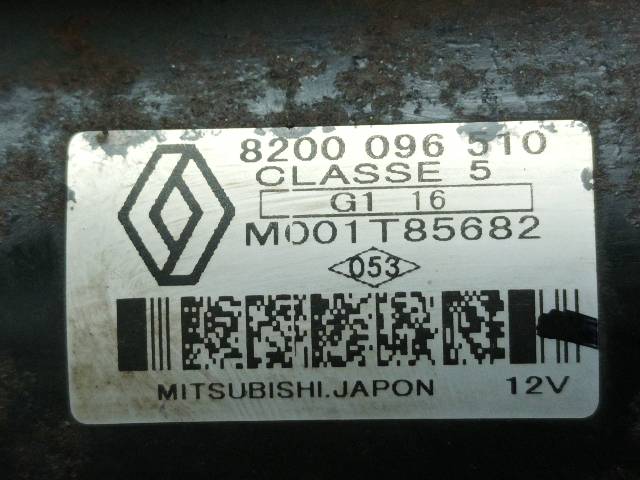 8200 096 510
CLASSE 5
G1 16
M001T85682
053
MITSUBISHI.JAPON 12V